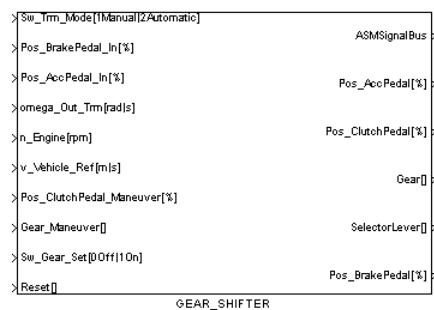 Sw_Trm_Mode[1Manual|2Automatic]
ASMSignalBus
Pos_BrakePedal_In[%]
Pos_AccPedal_In[%]
Pos_AccPedal[%]
omega_Out_Trm[rad|s]
Pos_ClutchPedal[%]
n_Engine[rpm]
v_Vehicle_Ref[m|s]
Gear[]
Pos_ClutchPedal_Maneuver[%]
Gear_Maneuver[]
SelectorLever[]
Sw_Gear_Set[0Off|1On]
Pos_BrakePedal[%]
Reset[]
GEAR_SHIFTER